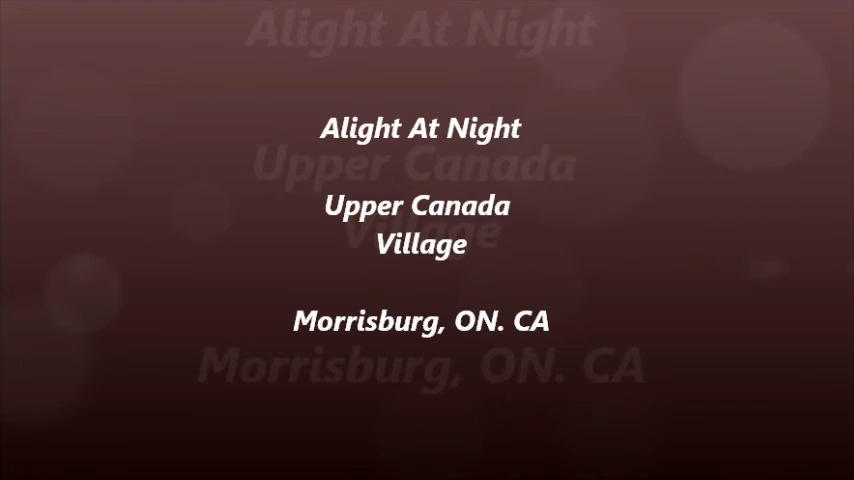 Alight At Night
Upper Canada
Village
Morrisburg, ON. CA